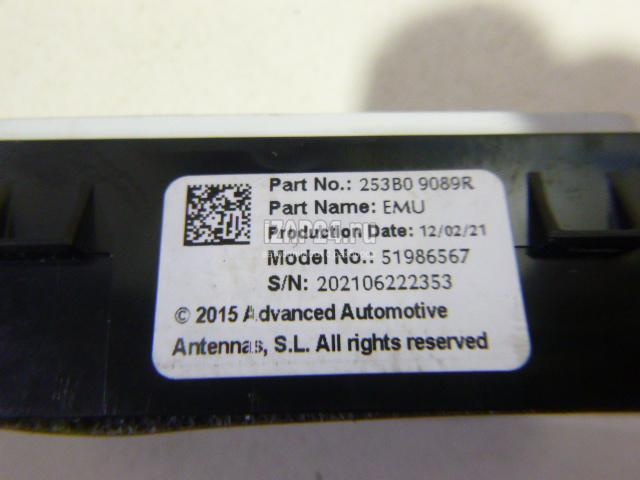 Part No.: 253B0 9089R
Part Name: EMU
Production Date: 12/02/21
IZAP24.ru
Model No.: 51986567
S/N: 202106222353
© 2015 Advanced Automotive
Antennas, S.L. All rights reserved